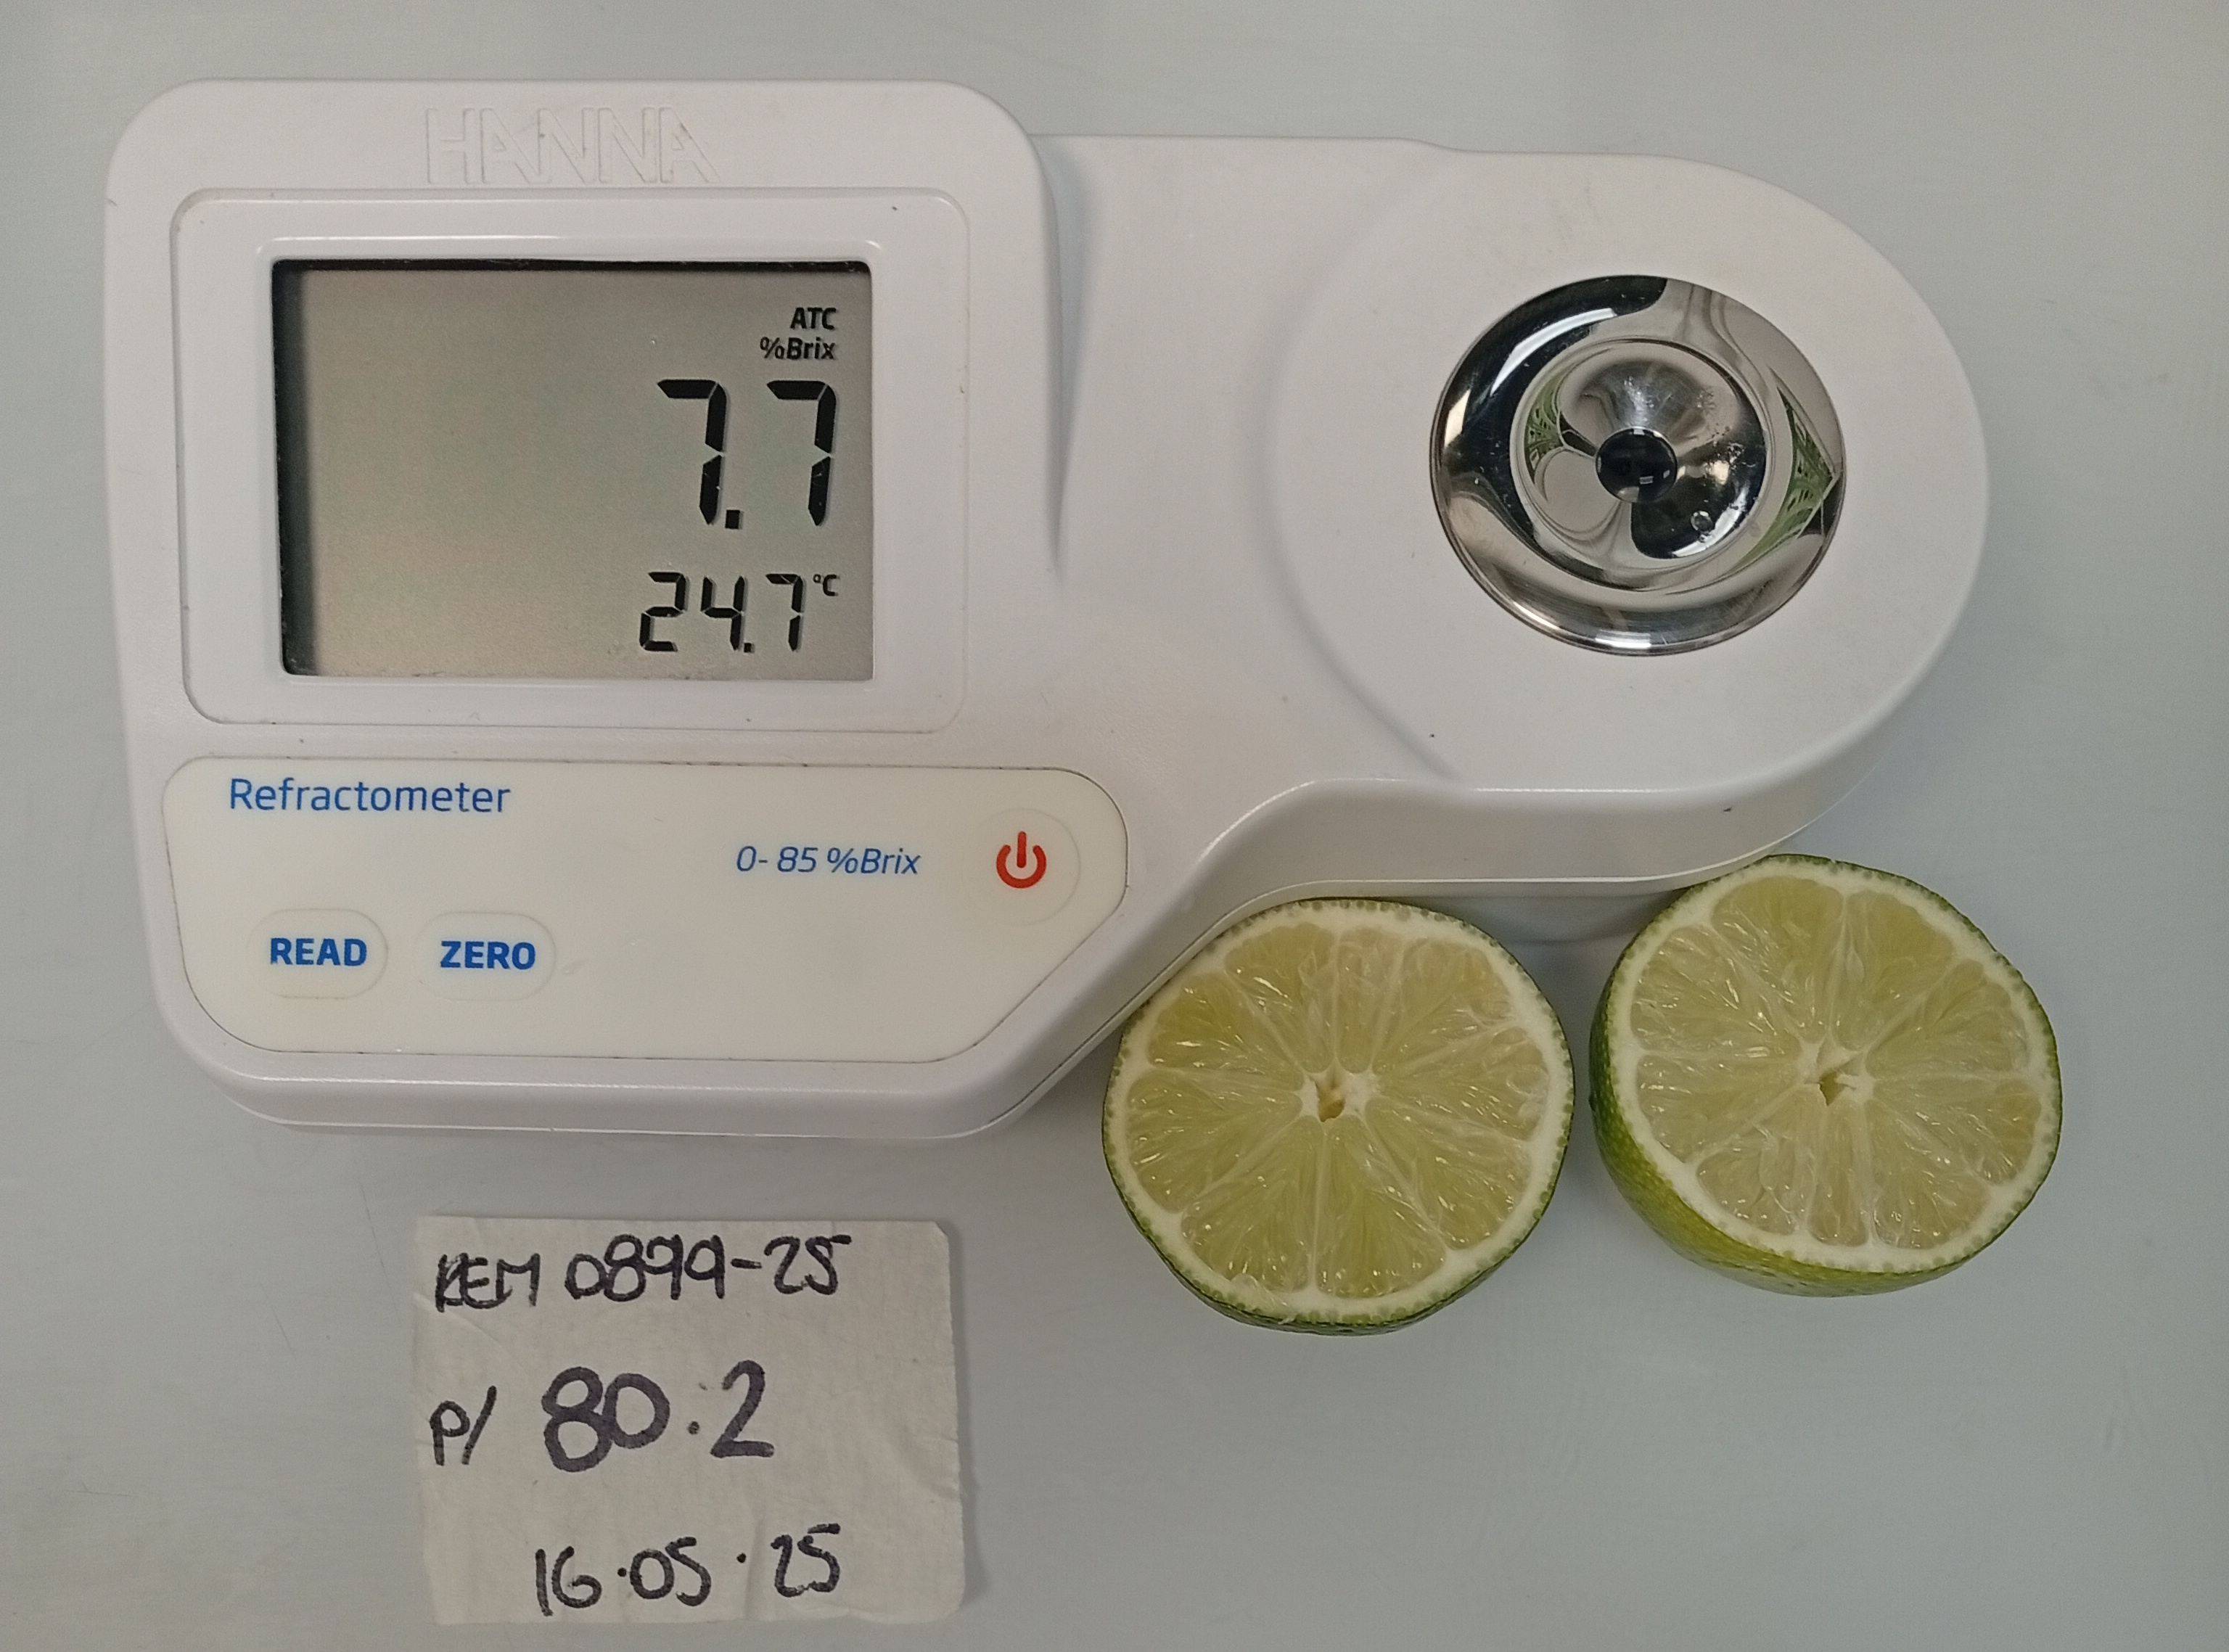 HANNA
ATC
%Brix
7.7
24.7°C
Refractometer
0-85 %Brix
READ
ZERO
REM 0899-25
P/ 80.2
16.05.25